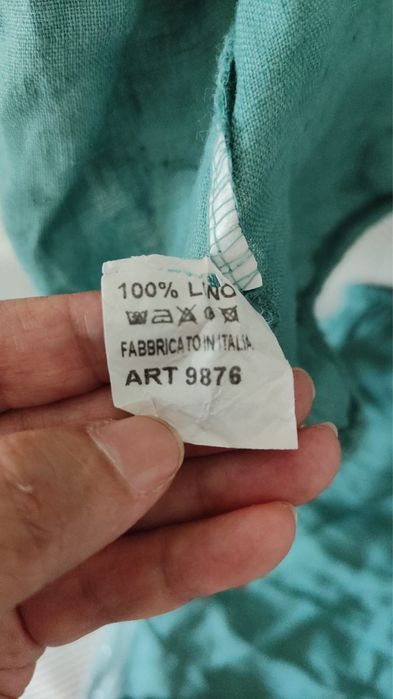 100% LINO
FABBRICATO IN ITALIA
ART 9876